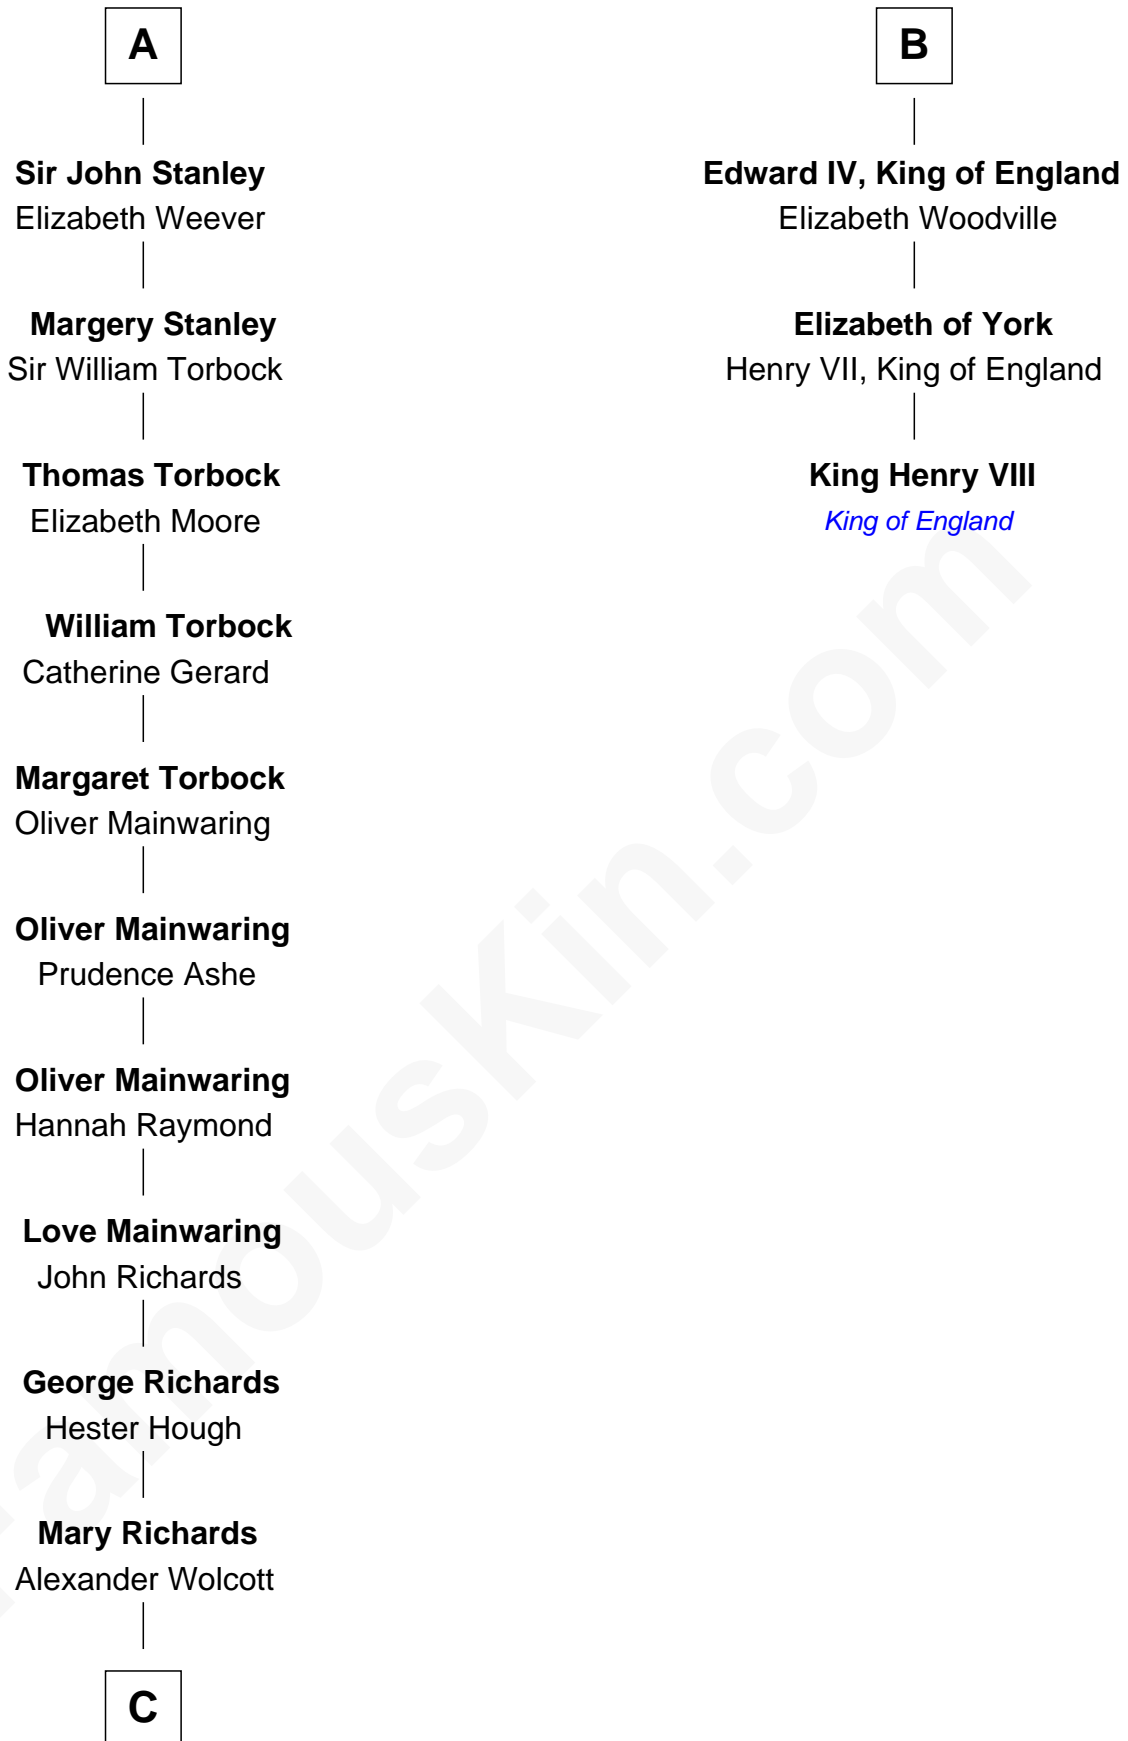 A
Sir John Stanley
Elizabeth Weever
Margery Stanley
Sir William Torbock
Thomas Torbock
Elizabeth Moore
William Torbock
Catherine Gerard
Margaret Torbock
Oliver Mainwaring
Oliver Mainwaring
Prudence Ashe
Oliver Mainwaring
Hannah Raymond
Love Mainwaring
John Richards
George Richards
Hester Hough
Mary Richards
Alexander Wolcott
C
B
Edward IV, King of England
Elizabeth Woodville
Elizabeth of York
Henry VII, King of England
King Henry VIII
King of England
FamousKin.com